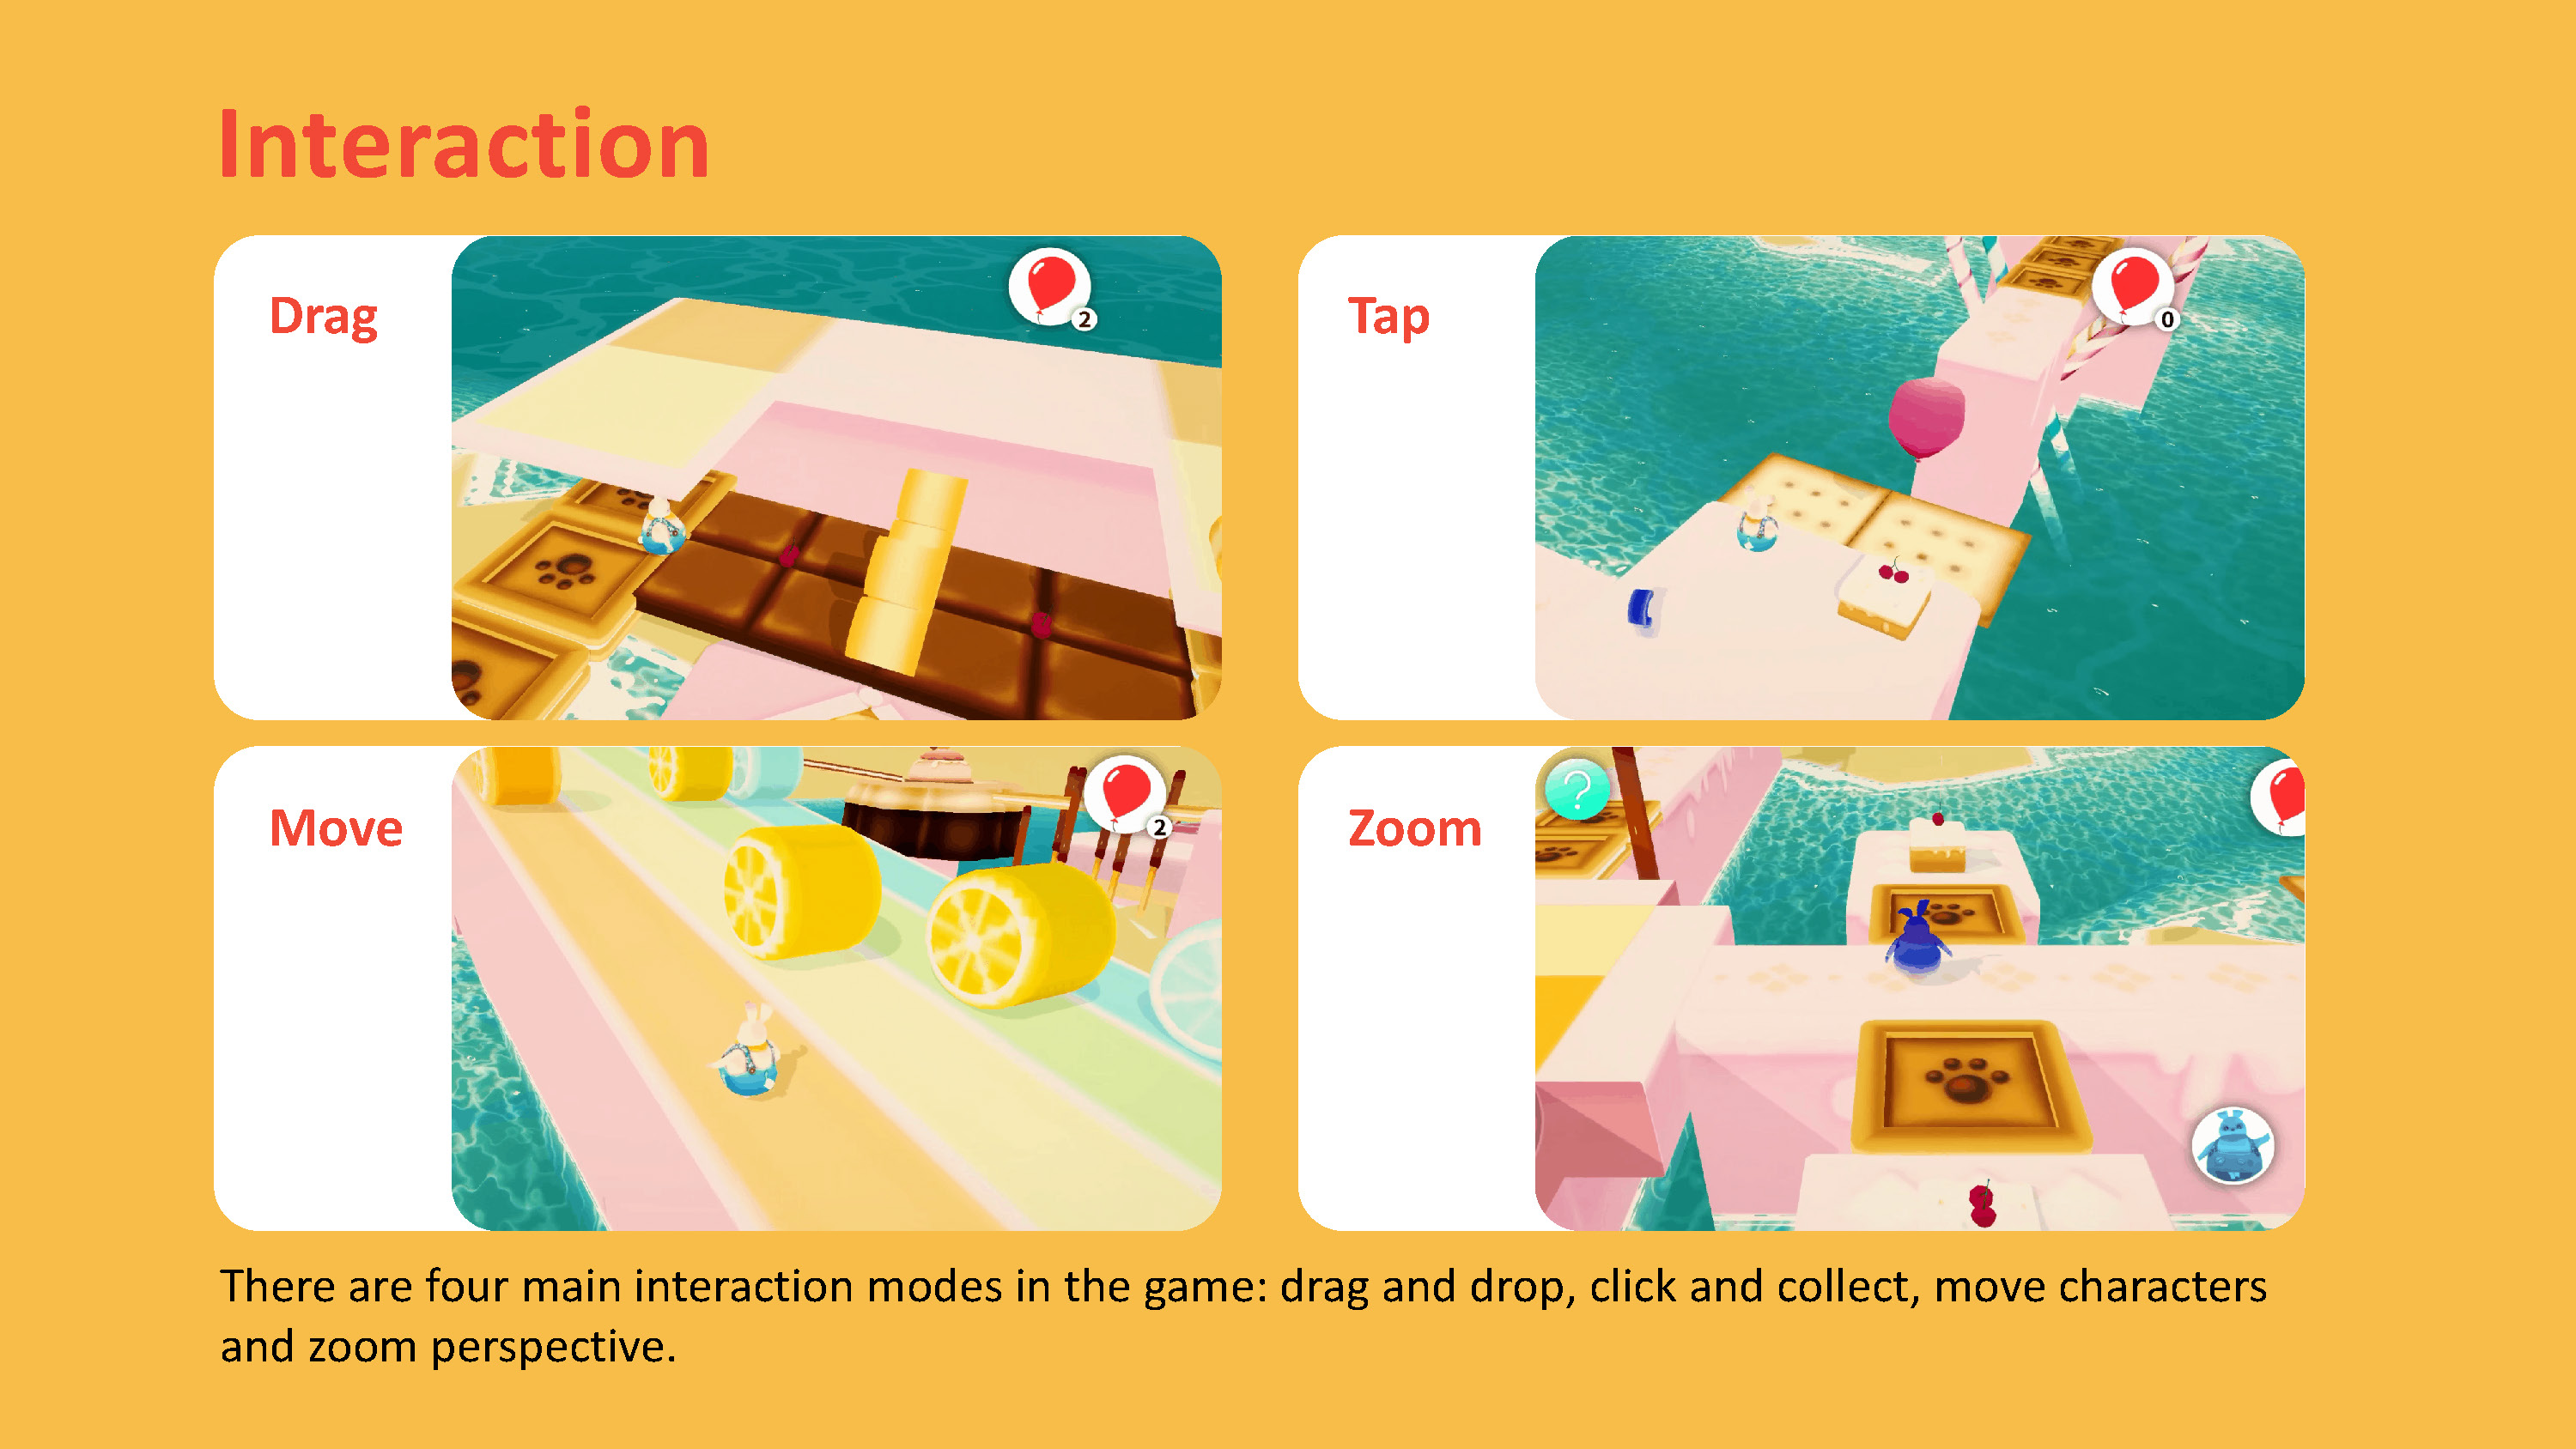 Interaction
Drag
2
Tap
0
Move
2
Zoom
?
There are four main interaction modes in the game: drag and drop, click and collect, move characters
and zoom perspective.